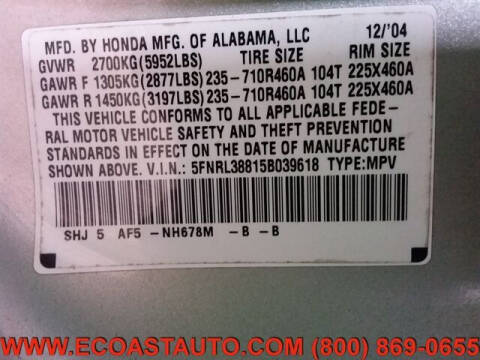 MFD. BY HONDA MFG. OF ALABAMA, LLC 12/'04
GVWR 2700KG(5952LBS) TIRE SIZE RIM SIZE
GAWR F 1305KG(2877LBS)235-710R460A 104T 225X460A
GAWR R 1450KG(3197LBS)235-710R460A 104T 225X460A
THIS VEHICLE CONFORMS TO ALL APPLICABLE FEDE-
RAL MOTOR VEHICLE SAFETY AND THEFT PREVENTION
STANDARDS IN EFFECT ON THE DATE OF MANUFACTURE
SHOWN ABOVE. V.I.N.: 5FNRL38815B039618 TYPE:MPV
SHJ 5 AF5 -NH678M -B -B
WWW.ECOASTAUTO.COM (800) 869-0655